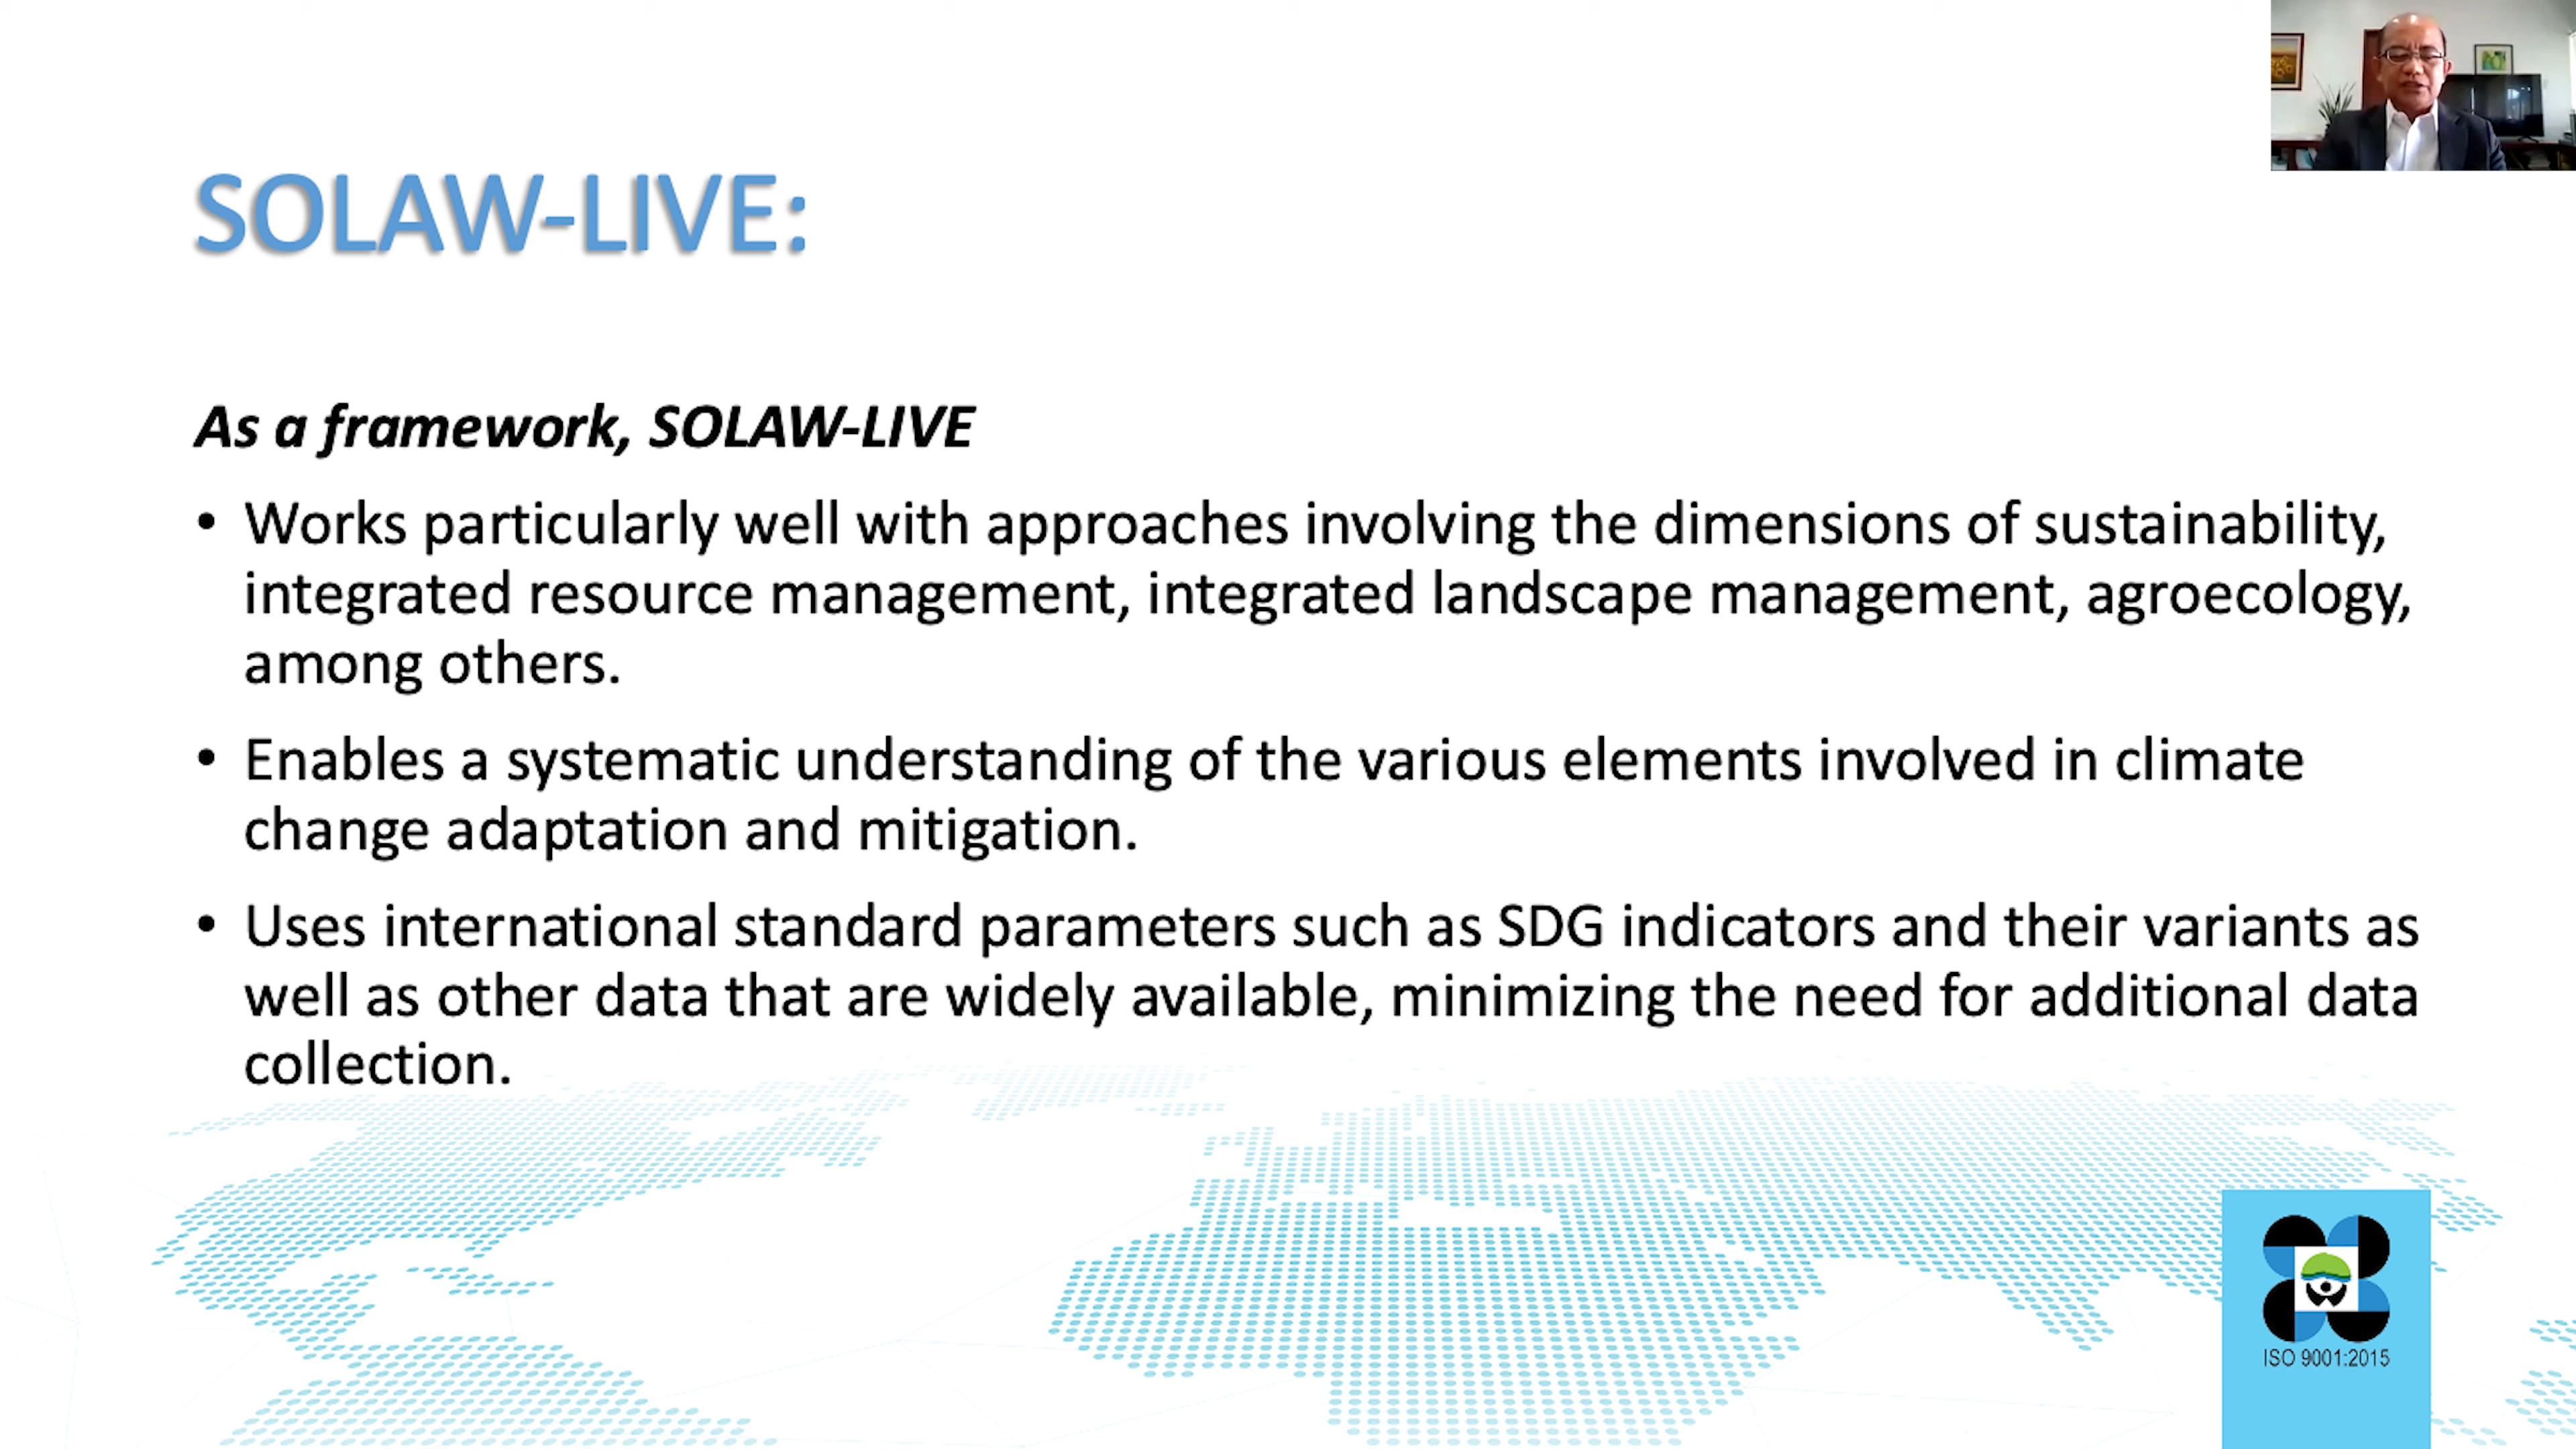 SOLAW-LIVE:
As a framework, SOLAW-LIVE
• Works particularly well with approaches involving the dimensions of sustainability,
integrated resource management, integrated landscape management, agroecology,
among others.
• Enables a systematic understanding of the various elements involved in climate
change adaptation and mitigation.
• Uses international standard parameters such as SDG indicators and their variants as
well as other data that are widely available, minimizing the need for additional data
collection.
ISO 9001:2015